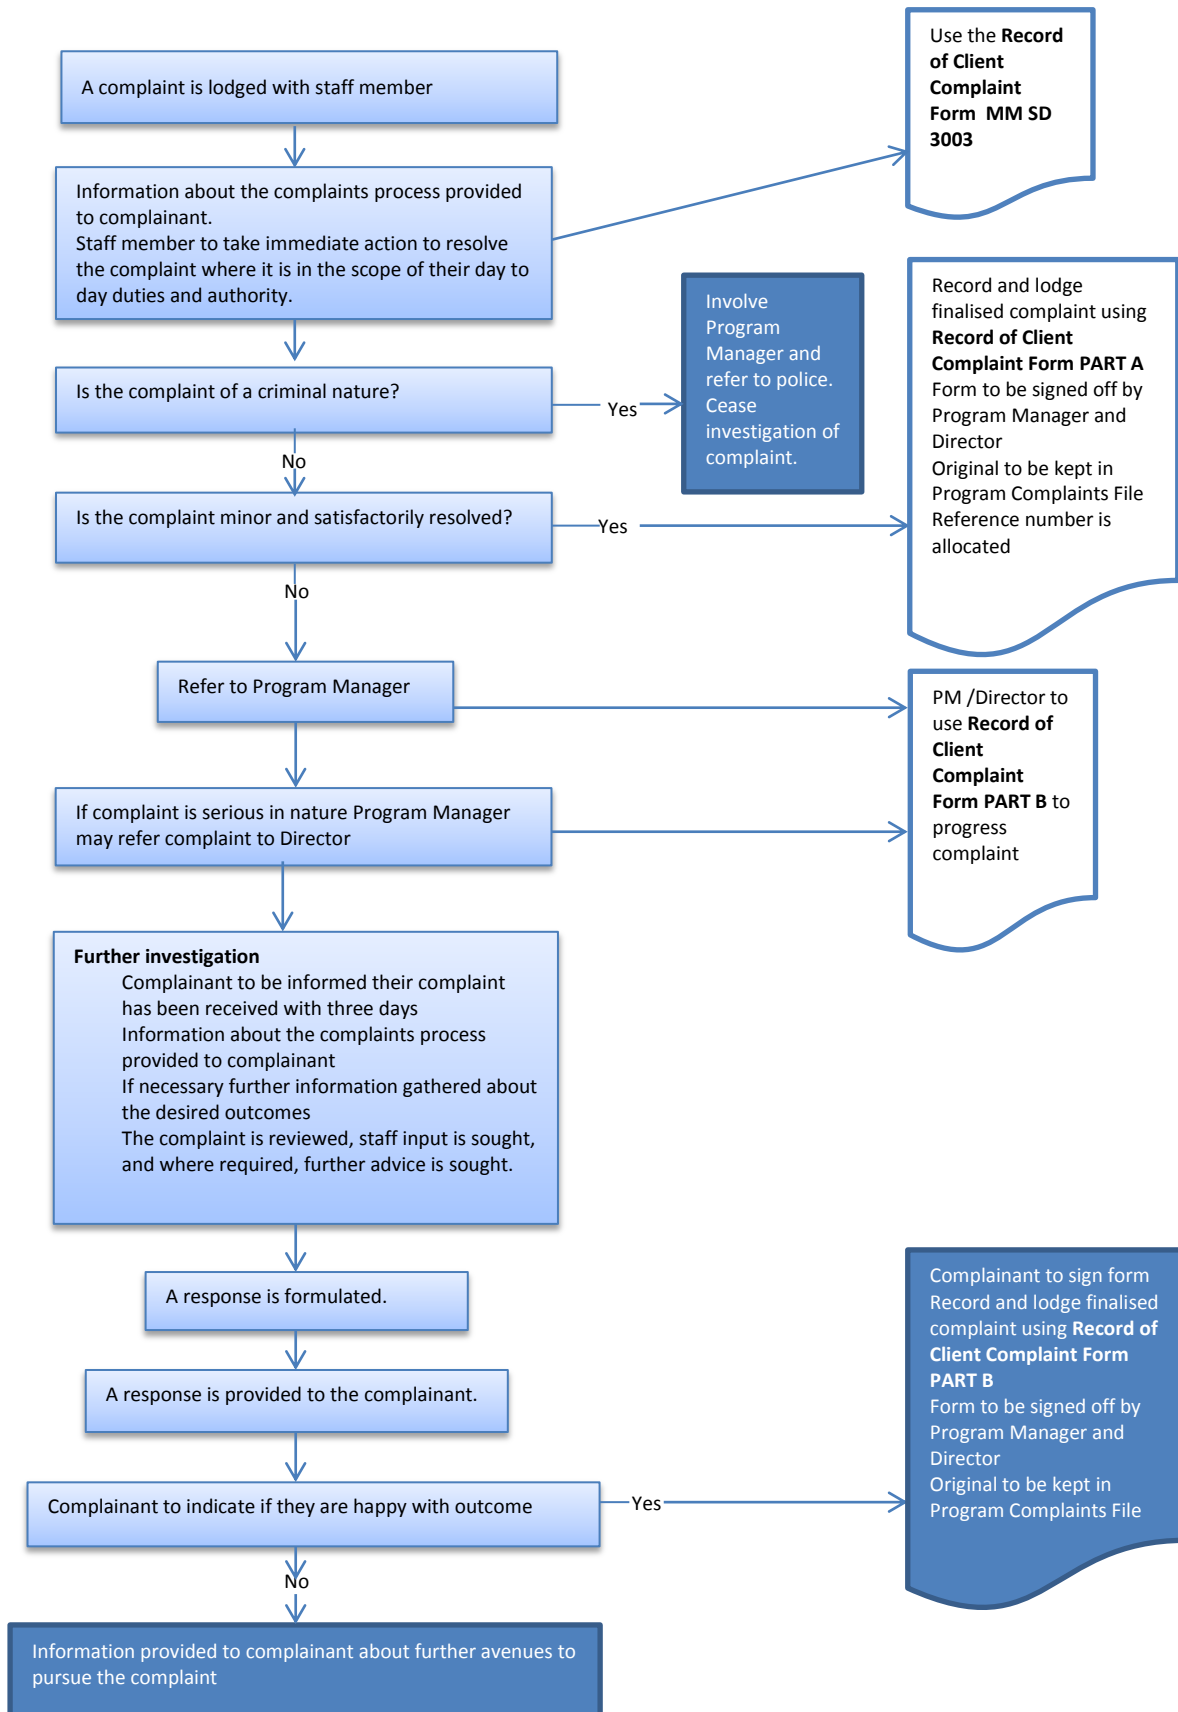 A complaint is lodged with staff member
Use the Record
of Client
Complaint
Form  MM SD
3003
Information about the complaints process provided
to complainant.
Staff member to take immediate action to resolve
the complaint where it is in the scope of their day to
day duties and authority.
Is the complaint of a criminal nature?
Yes
Involve
Program
Manager and
refer to police.
Cease
investigation of
complaint.
No
Is the complaint minor and satisfactorily resolved?
Yes
Record and lodge
finalised complaint using
Record of Client
Complaint Form PART A
Form to be signed off by
Program Manager and
Director
Original to be kept in
Program Complaints File
Reference number is
allocated
No
Refer to Program Manager
PM /Director to
use Record of
Client
Complaint
Form PART B to
progress
complaint
If complaint is serious in nature Program Manager
may refer complaint to Director
Further investigation
Complainant to be informed their complaint
has been received with three days
Information about the complaints process
provided to complainant
If necessary further information gathered about
the desired outcomes
The complaint is reviewed, staff input is sought,
and where required, further advice is sought.
A response is formulated.
A response is provided to the complainant.
Complainant to indicate if they are happy with outcome
Yes
Complainant to sign form
Record and lodge finalised
complaint using Record of
Client Complaint Form
PART B
Form to be signed off by
Program Manager and
Director
Original to be kept in
Program Complaints File
No
Information provided to complainant about further avenues to
pursue the complaint